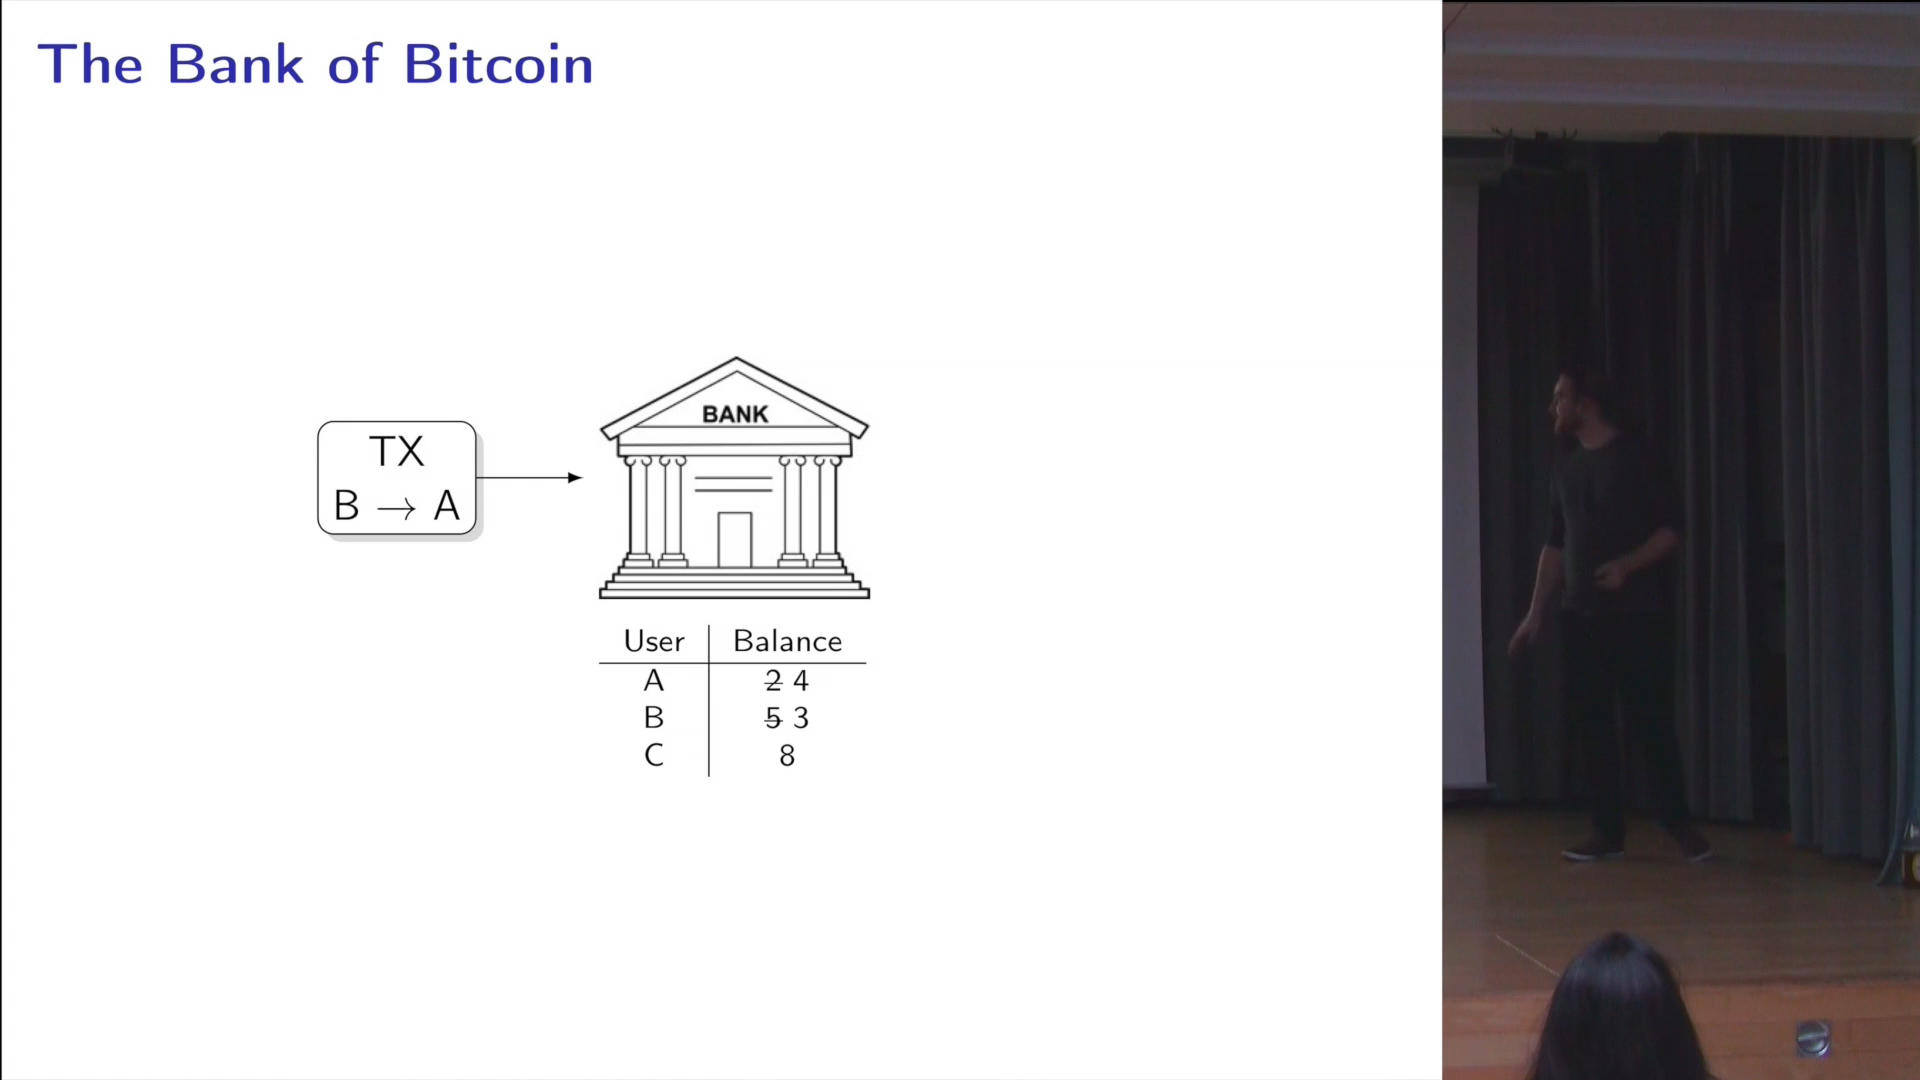 The Bank of Bitcoin
BANK
TX
B → A
User Balance
A 2 4
B 5 3
C 8